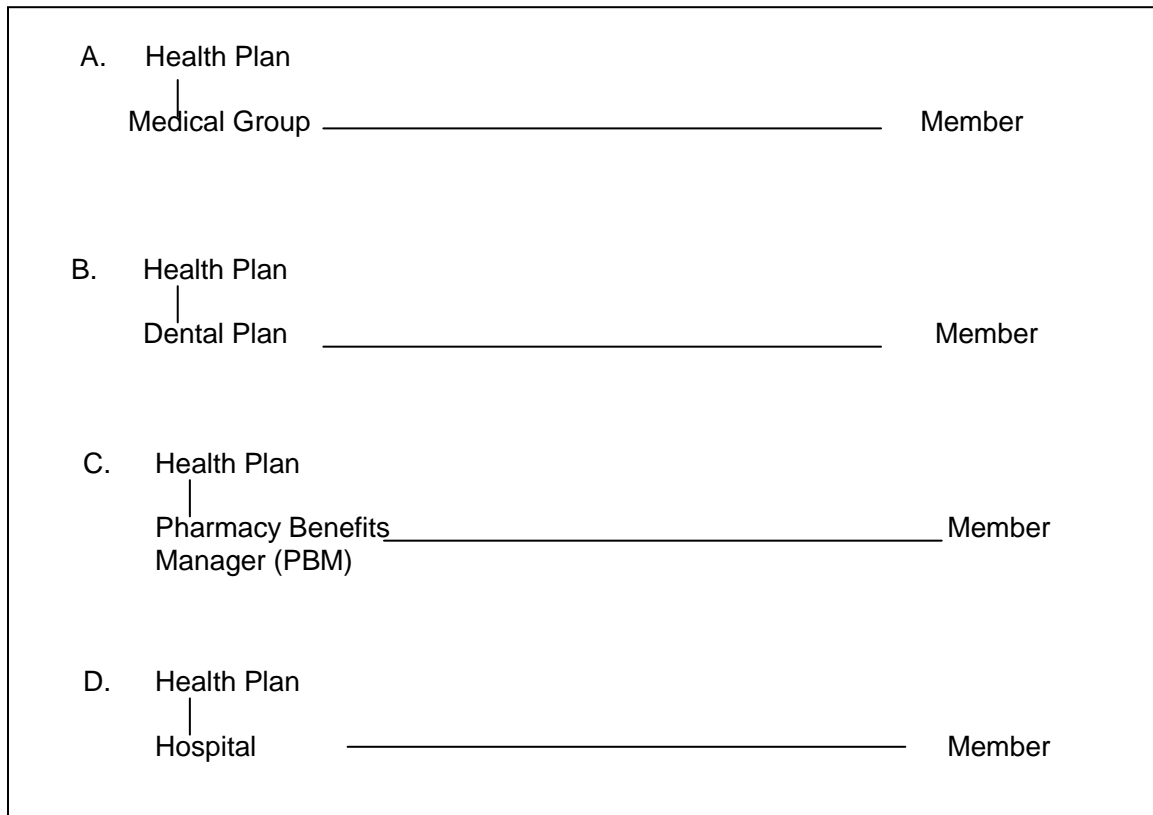 A. Health Plan
Medical Group Member
B. Health Plan
Dental Plan Member
C. Health Plan
Pharmacy Benefits Member
Manager (PBM)
D. Health Plan
Hospital Member